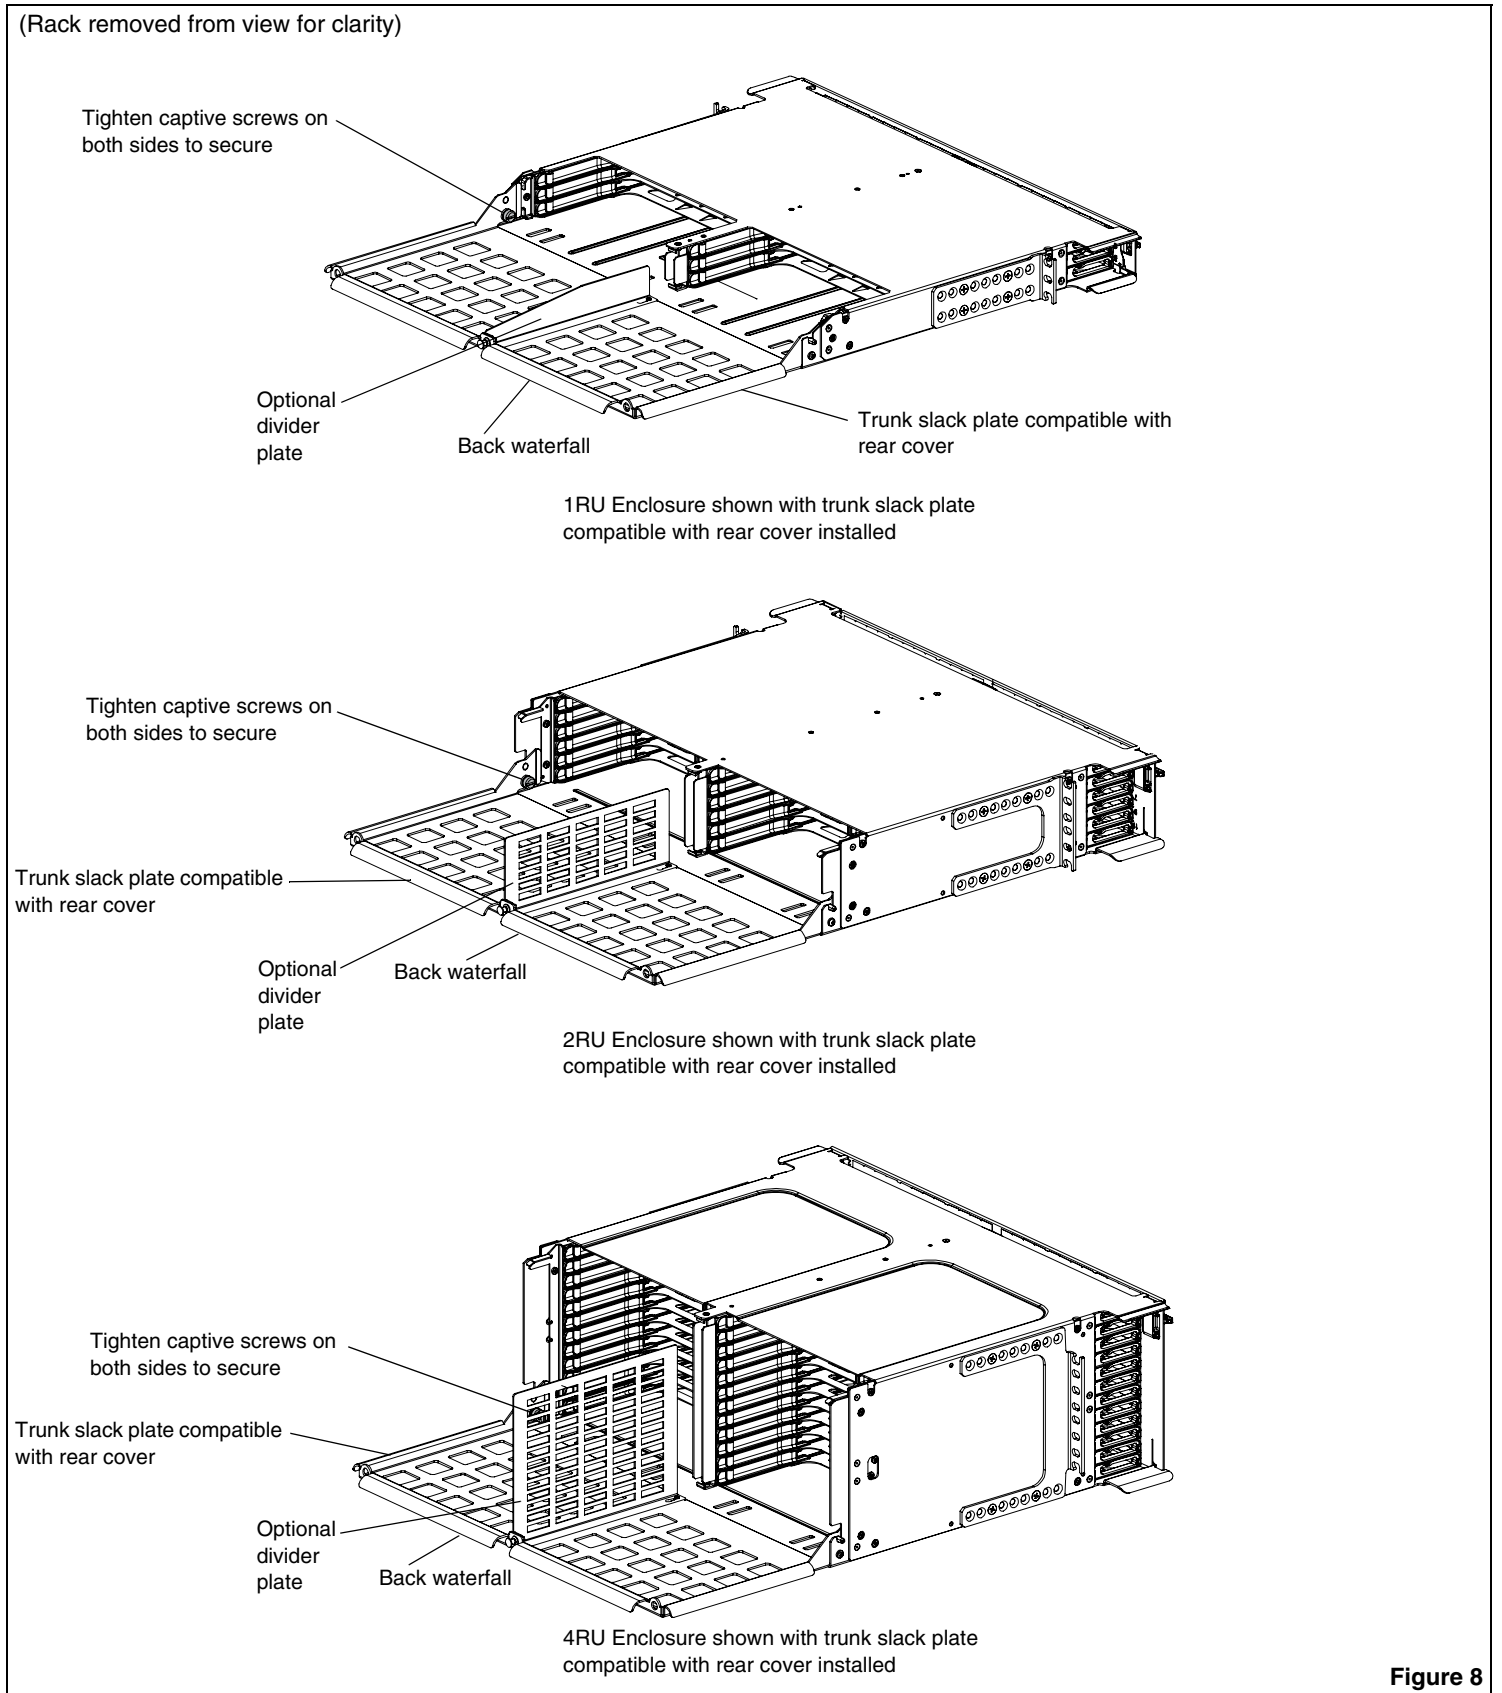 (Rack removed from view for clarity)
Tighten captive screws on
both sides to secure
Optional
divider
plate
Back waterfall
Trunk slack plate compatible with
rear cover
1RU Enclosure shown with trunk slack plate
compatible with rear cover installed
Tighten captive screws on
both sides to secure
Trunk slack plate compatible
with rear cover
Optional
divider
plate
Back waterfall
2RU Enclosure shown with trunk slack plate
compatible with rear cover installed
Tighten captive screws on
both sides to secure
Trunk slack plate compatible
with rear cover
Optional
divider
plate
Back waterfall
4RU Enclosure shown with trunk slack plate
compatible with rear cover installed
Figure 8